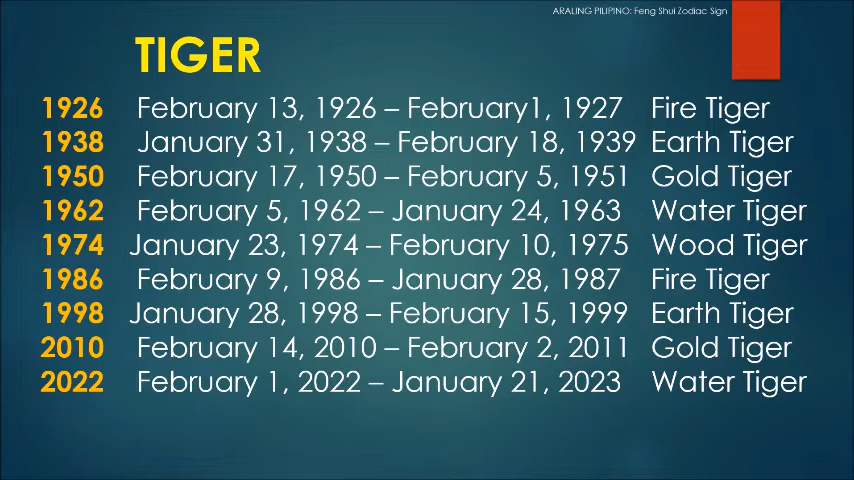 ARALING PILIPINO: Feng Shui Zodiac Sign
TIGER
1926 February 13, 1926 – February1, 1927 Fire Tiger
1938 January 31, 1938 – February 18, 1939 Earth Tiger
1950 February 17, 1950 – February 5, 1951 Gold Tiger
1962 February 5, 1962 – January 24, 1963 Water Tiger
1974 January 23, 1974 – February 10, 1975 Wood Tiger
1986 February 9, 1986 – January 28, 1987 Fire Tiger
1998 January 28, 1998 – February 15, 1999 Earth Tiger
2010 February 14, 2010 – February 2, 2011 Gold Tiger
2022 February 1, 2022 – January 21, 2023 Water Tiger